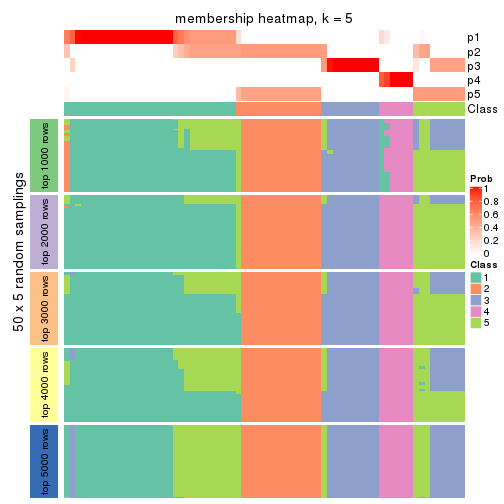 membership heatmap, k = 5
p1
p2
p3
p4
p5
Class
50 x 5 random samplings
top 1000 rows
top 2000 rows
top 3000 rows
top 4000 rows
top 5000 rows
Prob
1
0.8
0.6
0.4
0.2
0
Class
1
2
3
4
5